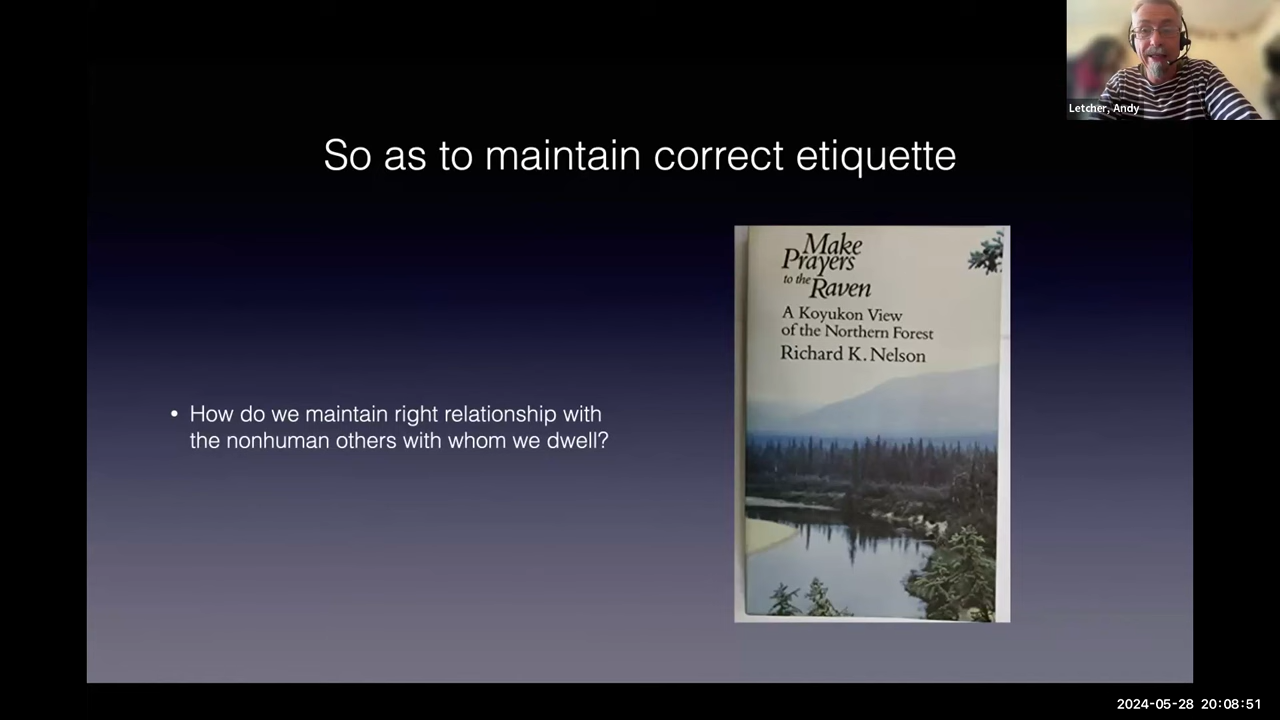 Letcher, Andy
So as to maintain correct etiquette
Make
Prayers
to the Raven
A Koyukon View
of the Northern Forest
Richard K. Nelson
• How do we maintain right relationship with
the nonhuman others with whom we dwell?
2024-05-28 20:08:51